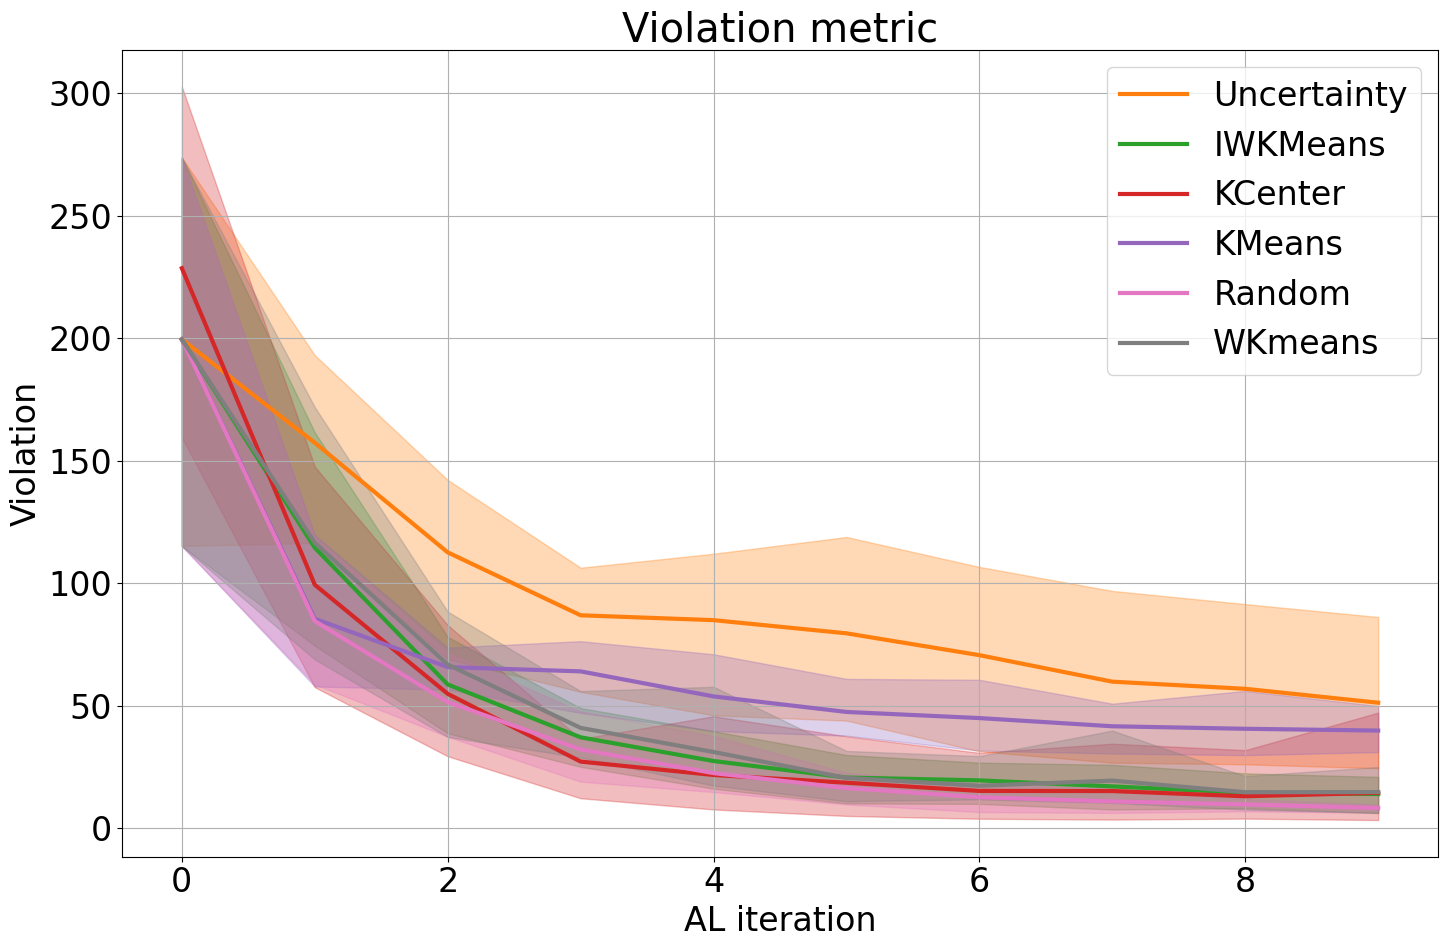 Violation metric
300
250
200
150
100
50
0
Violation
0 2 4 6 8
AL iteration
Uncertainty
IWKMeans
KCenter
KMeans
Random
WKmeans